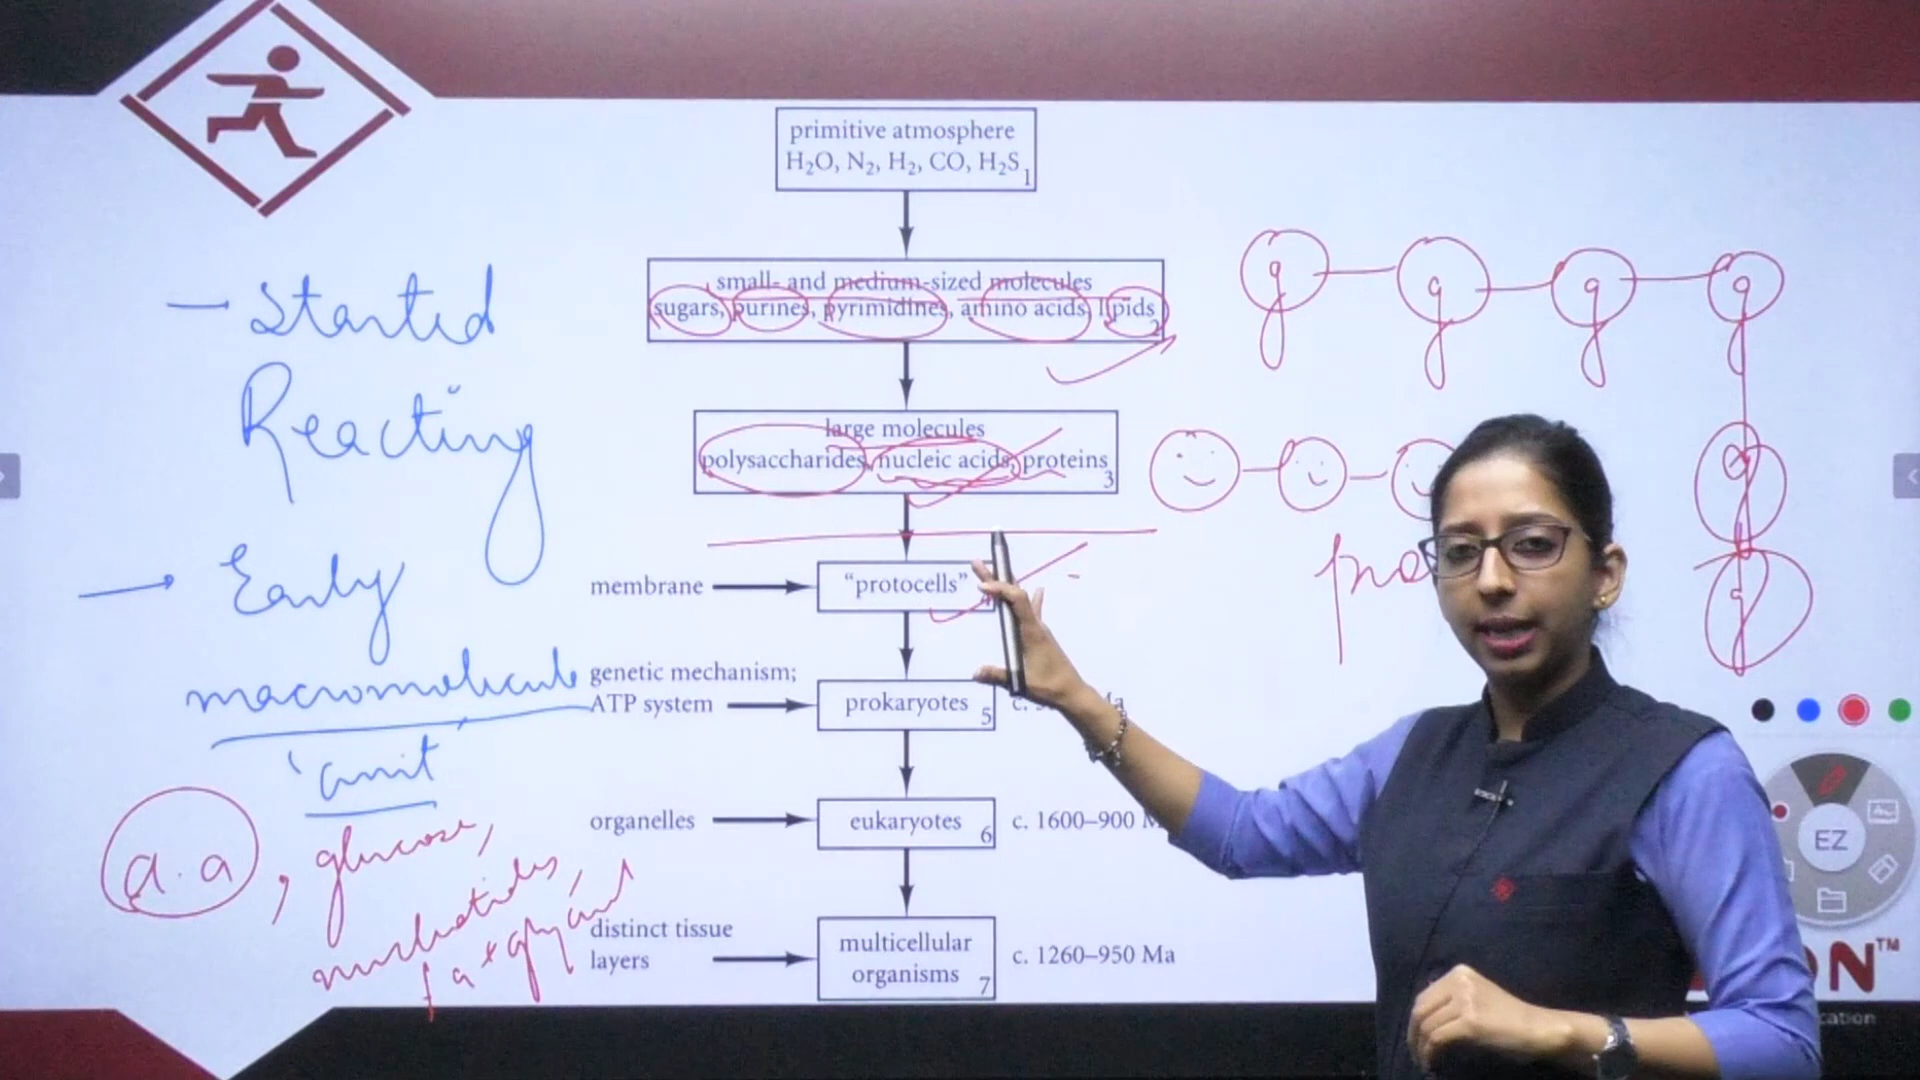 primitive atmosphere
H₂O, N₂, H₂, CO, H₂S
1
small- and medium-sized molecules
sugars, purines, pyrimidines, amino acids, lipids
2
large molecules
polysaccharides, nucleic acids, proteins
3
membrane
"protocells"
genetic mechanism;
ATP system
prokaryotes
5
c.
organelles
eukaryotes
6
c. 1600–900 M
distinct tissue
layers
multicellular
organisms
7
c. 1260–950 Ma
- Started
Reacting
→ Early
macromolecule
unit
a.a, glucose,
nucleotides,
g g g g
EZ
TM